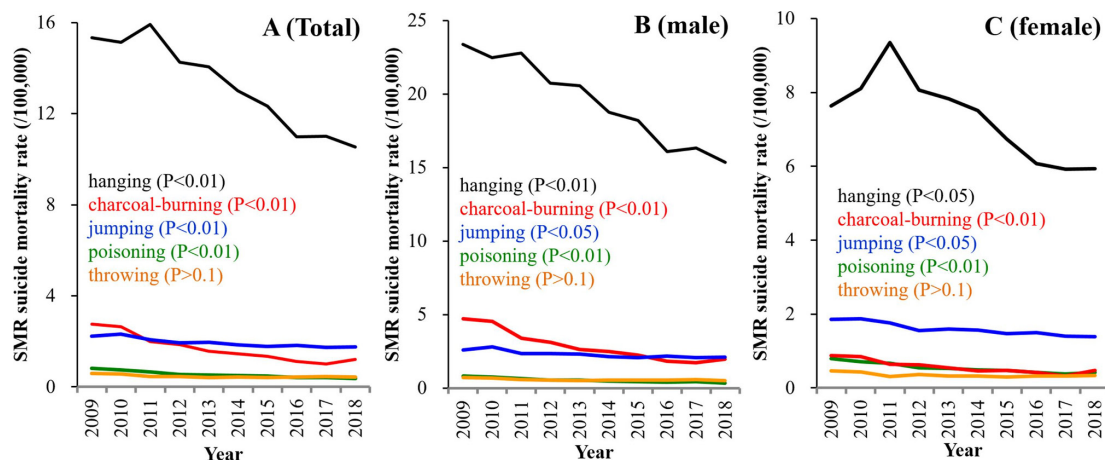 A (Total)
SMR suicide mortality rate (/100,000)
16
12
8
4
0
hanging (P<0.01)
charcoal-burning (P<0.01)
jumping (P<0.01)
poisoning (P<0.01)
throwing (P>0.1)
2009
2010
2011
2012
2013
2014
2015
2016
2017
2018
Year
B (male)
SMR suicide mortality rate (/100,000)
25
20
15
10
5
0
hanging (P<0.01)
charcoal-burning (P<0.01)
jumping (P<0.05)
poisoning (P<0.01)
throwing (P>0.1)
2009
2010
2011
2012
2013
2014
2015
2016
2017
2018
Year
C (female)
SMR suicide mortality rate (/100,000)
10
8
6
4
2
0
hanging (P<0.05)
charcoal-burning (P<0.01)
jumping (P<0.05)
poisoning (P<0.01)
throwing (P>0.1)
2009
2010
2011
2012
2013
2014
2015
2016
2017
2018
Year